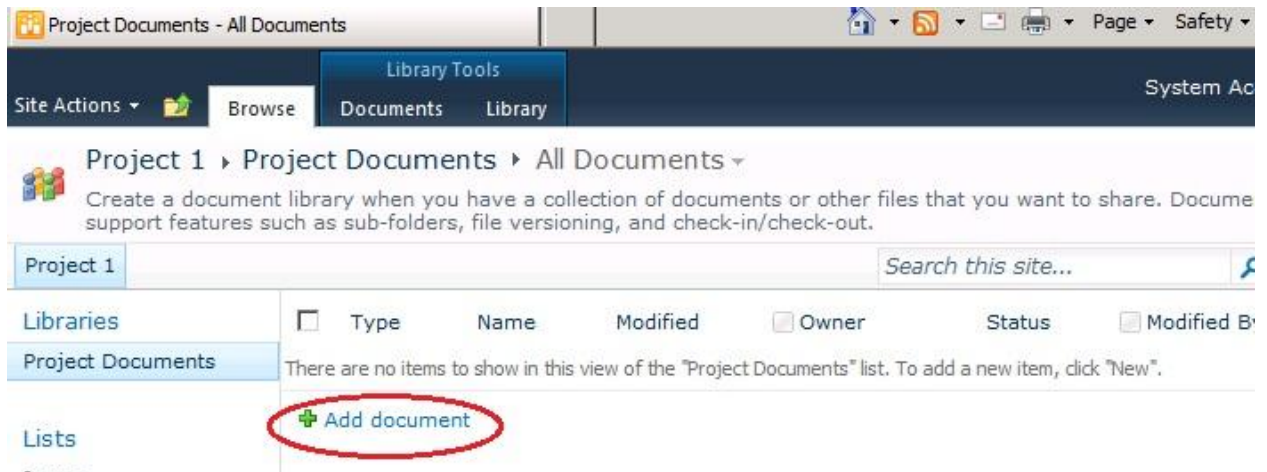 Project Documents - All Documents
Page Safety
Library Tools
Site Actions Browse Documents Library
System Ac
Project 1 Project Documents All Documents
Create a document library when you have a collection of documents or other files that you want to share. Docume
support features such as sub-folders, file versioning, and check-in/check-out.
Project 1
Search this site...
Libraries
Type Name Modified Owner Status Modified B
Project Documents
There are no items to show in this view of the "Project Documents" list. To add a new item, click "New".
Add document
Lists